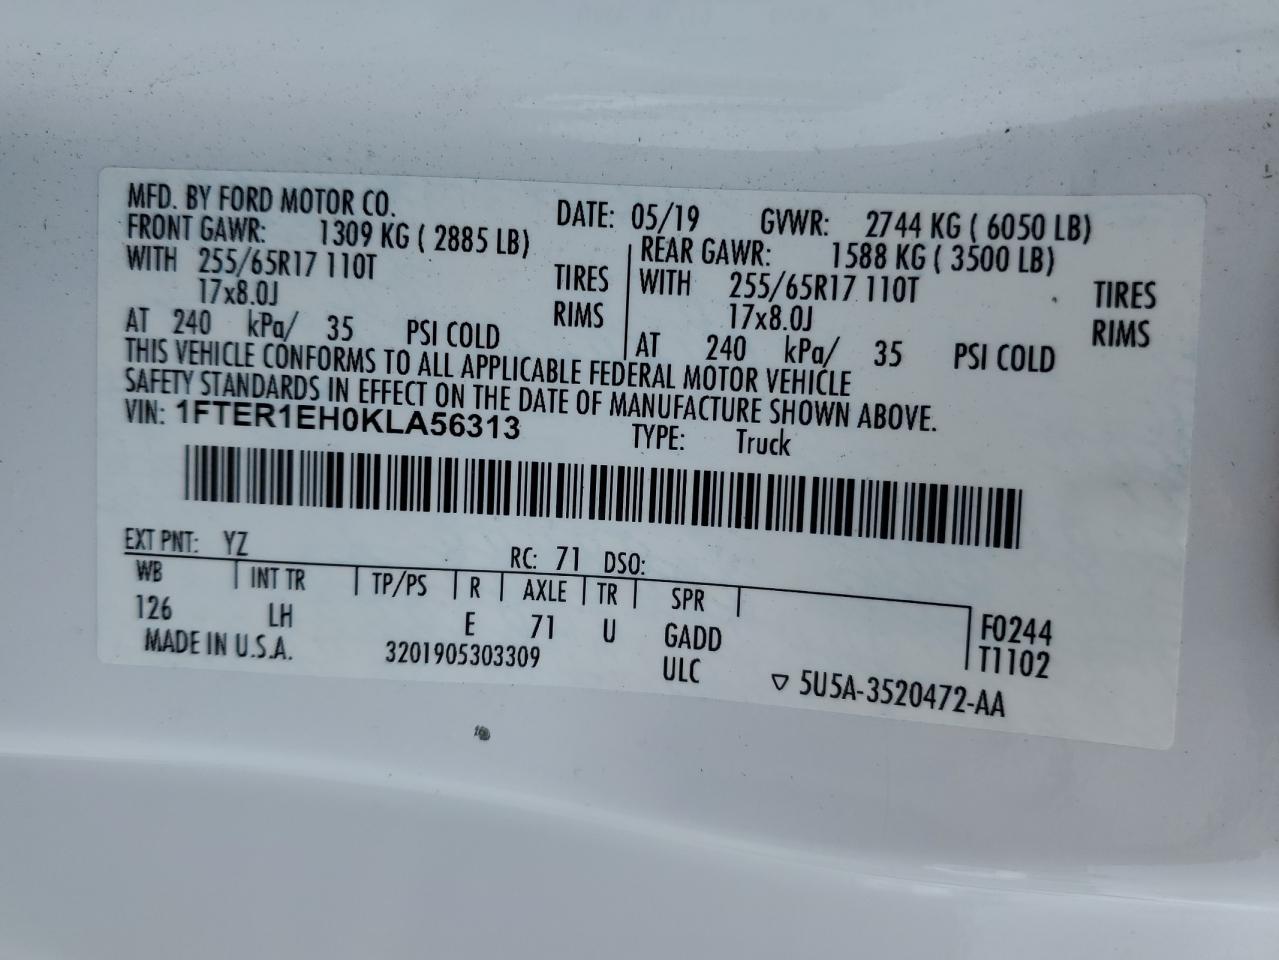 MFD. BY FORD MOTOR CO. DATE: 05/19 GVWR: 2744 KG ( 6050 LB)
FRONT GAWR: 1309 KG ( 2885 LB) REAR GAWR: 1588 KG ( 3500 LB)
WITH 255/65R17 110T TIRES WITH 255/65R17 110T TIRES
17x8.0J RIMS 17x8.0J RIMS
AT 240 kPa/ 35 PSI COLD AT 240 kPa/ 35 PSI COLD
THIS VEHICLE CONFORMS TO ALL APPLICABLE FEDERAL MOTOR VEHICLE
SAFETY STANDARDS IN EFFECT ON THE DATE OF MANUFACTURE SHOWN ABOVE.
VIN: 1FTER1EH0KLA56313 TYPE: Truck
EXT PNT: YZ RC: 71 DSO:
WB INT TR TP/PS R AXLE TR SPR
126 LH E 71 U GADD F0244
MADE IN U.S.A. 3201905303309 ULC T1102
▽ 5U5A-3520472-AA